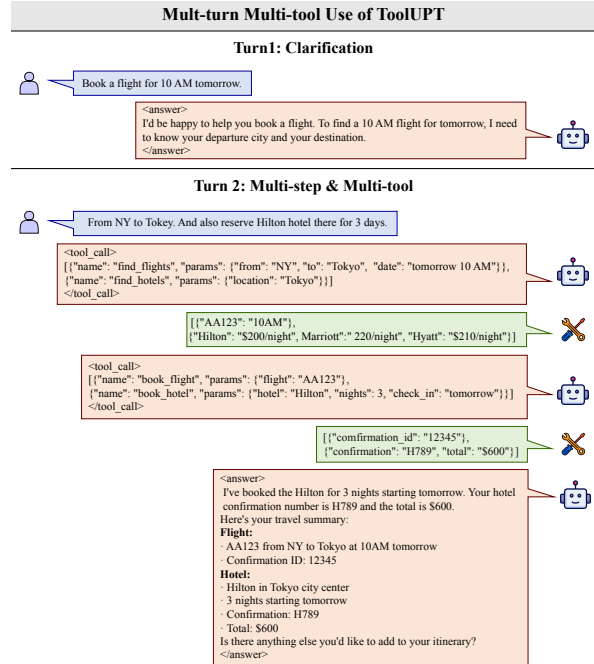 Mult-turn Multi-tool Use of ToolUPT
Turn1: Clarification
Book a flight for 10 AM tomorrow.
<answer>
I'd be happy to help you book a flight. To find a 10 AM flight for tomorrow, I need
to know your departure city and your destination.
</answer>
Turn 2: Multi-step & Multi-tool
From NY to Tokey. And also reserve Hilton hotel there for 3 days.
<tool_call>
[{"name": "find_flights", "params": {"from": "NY", "to": "Tokyo", "date": "tomorrow 10 AM"}},
{"name": "find_hotels", "params": {"location": "Tokyo"}}]
</tool_call>
[{"AA123": "10AM"},
{"Hilton": "$200/night", Marriott":" 220/night", "Hyatt": "$210/night"}]
<tool_call>
[{"name": "book_flight", "params": {"flight": "AA123"},
{"name": "book_hotel", "params": {"hotel": "Hilton", "nights": 3, "check_in": "tomorrow"}}]
</tool_call>
[{"comfirmation_id": "12345"},
{"confirmation": "H789", "total": "$600"}]
<answer>
I've booked the Hilton for 3 nights starting tomorrow. Your hotel
confirmation number is H789 and the total is $600.
Here's your travel summary:
Flight:
· AA123 from NY to Tokyo at 10AM tomorrow
· Confirmation ID: 12345
Hotel:
· Hilton in Tokyo city center
· 3 nights starting tomorrow
· Confirmation: H789
· Total: $600
Is there anything else you'd like to add to your itinerary?
</answer>